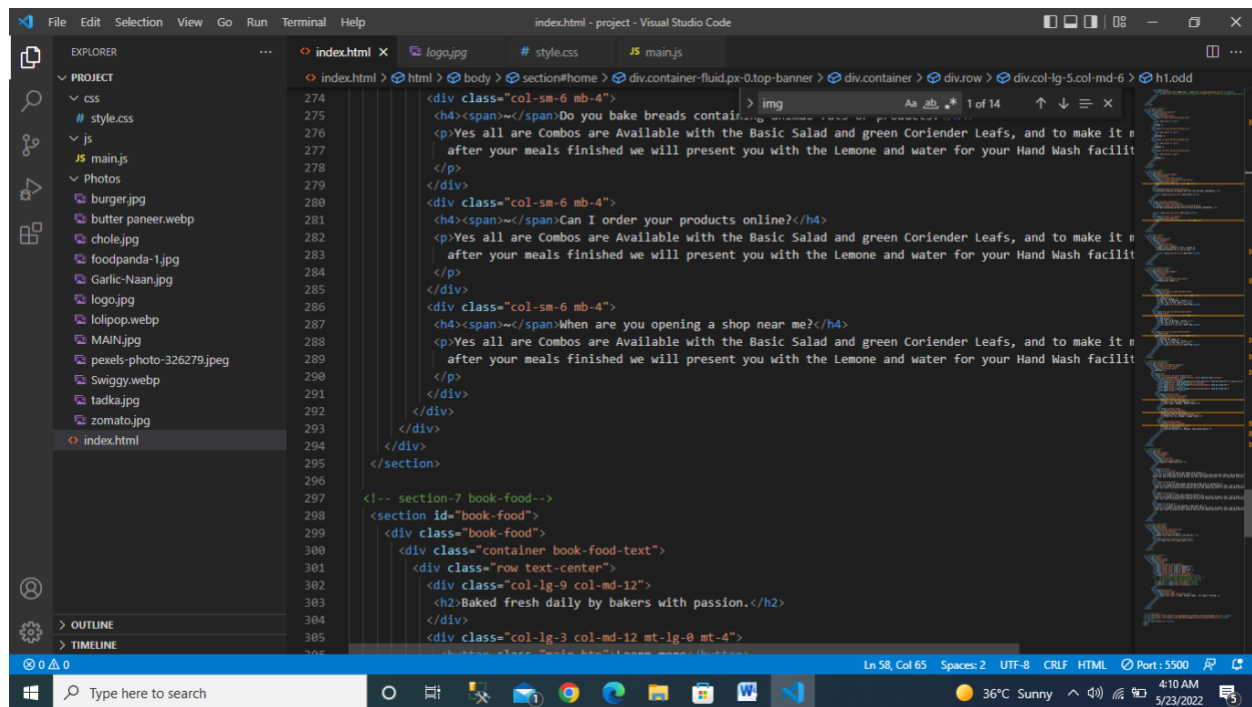 File Edit Selection View Go Run Terminal Help index.html - project - Visual Studio Code
EXPLORER
index.html logo.jpg # style.css JS main.js
PROJECT
index.html > html > body > section#home > div.container-fluid.px-0.top-banner > div.container > div.row > div.col-lg-5.col-md-6 > h1.odd
css
# style.css
js
JS main.js
Photos
burger.jpg
butter paneer.webp
chole.jpg
foodpanda-1.jpg
Garlic-Naan.jpg
logo.jpg
lolipop.webp
MAIN.jpg
pexels-photo-326279.jpeg
Swiggy.webp
tadka.jpg
zomato.jpg
index.html
OUTLINE
TIMELINE
img Aa ab .* 1 of 14
274 <div class="col-sm-6 mb-4">
275 <h4><span>~</span>Do you bake breads
276 <p>Yes all are Combos are Available with the Basic Salad and green Coriender Leafs, and to make it
277 after your meals finished we will present you with the Lemone and water for your Hand Wash facilit
278 </p>
279 </div>
280 <div class="col-sm-6 mb-4">
281 <h4><span>~</span>Can I order your products online?</h4>
282 <p>Yes all are Combos are Available with the Basic Salad and green Coriender Leafs, and to make it
283 after your meals finished we will present you with the Lemone and water for your Hand Wash facilit
284 </p>
285 </div>
286 <div class="col-sm-6 mb-4">
287 <h4><span>~</span>When are you opening a shop near me?</h4>
288 <p>Yes all are Combos are Available with the Basic Salad and green Coriender Leafs, and to make it
289 after your meals finished we will present you with the Lemone and water for your Hand Wash facilit
290 </p>
291 </div>
292 </div>
293 </div>
294 </div>
295 </section>
296
297 <!-- section-7 book-food-->
298 <section id="book-food">
299 <div class="book-food">
300 <div class="container book-food-text">
301 <div class="row text-center">
302 <div class="col-lg-9 col-md-12">
303 <h2>Baked fresh daily by bakers with passion.</h2>
304 </div>
305 <div class="col-lg-3 col-md-12 mt-lg-0 mt-4">
0 0 Ln 58, Col 65 Spaces: 2 UTF-8 CRLF HTML Port : 5500
Type here to search 36°C Sunny 4:10 AM
5/23/2022 5